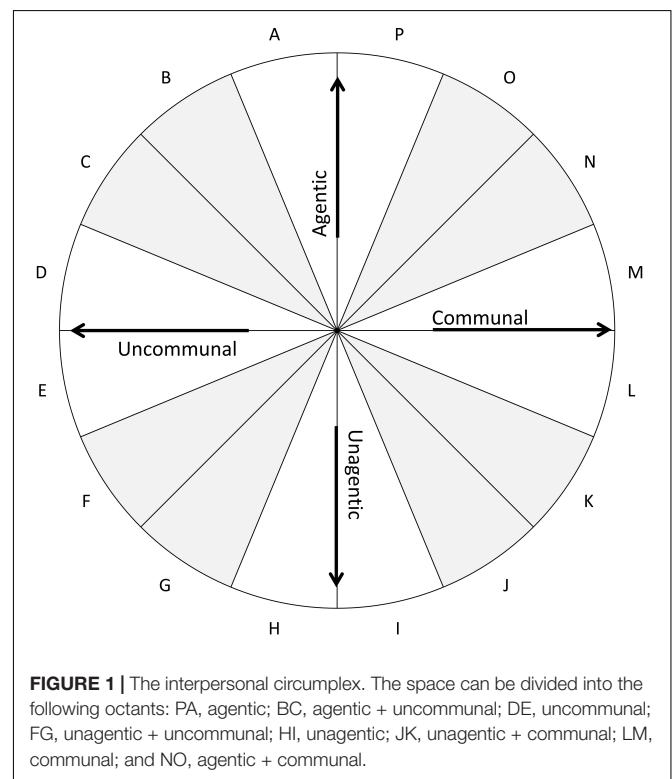 A P
B O
C N
Agentic
D M
Communal
Uncommunal
E L
Unagentic
F K
G J
H I
FIGURE 1 | The interpersonal circumplex. The space can be divided into the
following octants: PA, agentic; BC, agentic + uncommunal; DE, uncommunal;
FG, unagentic + uncommunal; HI, unagentic; JK, unagentic + communal; LM,
communal; and NO, agentic + communal.